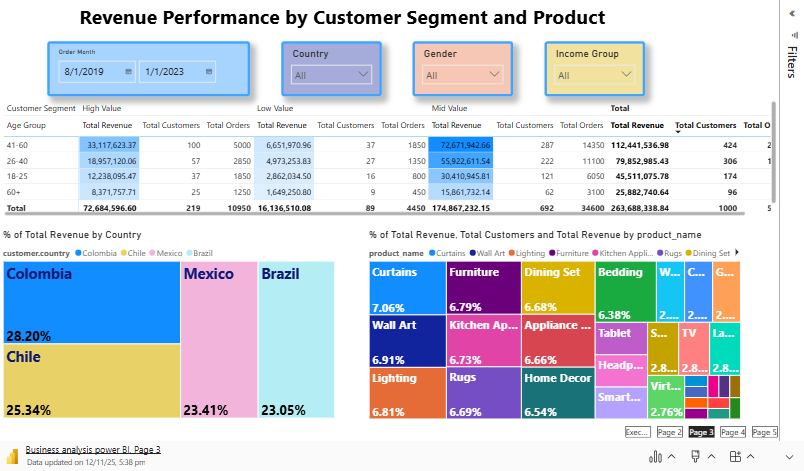 Revenue Performance by Customer Segment and Product
Order Month
8/1/2019 1/1/2023
Country
All
Gender
All
Income Group
All
Filters
Customer Segment High Value Low Value Mid Value Total
Age Group Total Revenue Total Customers Total Orders Total Revenue Total Customers Total Orders Total Revenue Total Customers Total Orders Total Revenue Total Customers Total O
41-60 33,117,623.37 100 5000 6,651,970.96 37 1850 72,671,942.66 287 14350 112,441,536.98 424 2
26-40 18,957,120.06 57 2850 4,973,253.83 27 1350 55,922,611.54 222 11100 79,852,985.43 306 1
18-25 12,238,095.47 37 1850 2,862,034.50 16 800 30,410,945.81 121 6050 45,511,075.78 174
60+ 8,371,757.71 25 1250 1,649,250.80 9 450 15,861,732.14 62 3100 25,882,740.64 96
Total 72,684,596.60 219 10950 16,136,510.08 89 4450 174,867,232.15 692 34600 263,688,338.84 1000 5
% of Total Revenue by Country
customer.country Colombia Chile Mexico Brazil
Colombia
28.20%
Chile
25.34%
Mexico
23.41%
Brazil
23.05%
% of Total Revenue, Total Customers and Total Revenue by product_name
product_name Curtains Wall Art Lighting Furniture Kitchen Appli... Rugs Dining Set
Curtains
7.06%
Wall Art
6.91%
Lighting
6.81%
Furniture
6.79%
Kitchen Ap...
6.73%
Rugs
6.69%
Dining Set
6.68%
Appliance ...
6.66%
Home Decor
6.54%
Bedding
6.38%
Tablet
Headp...
Smart...
W...
2....
C...
2....
G...
2....
S...
2.8...
TV
2.8...
La...
2.8...
Virt...
2.76%
Exec... Page 2 Page 3 Page 4 Page 5
Business analysis power BI. Page 3
Data updated on 12/11/25, 5:38 pm